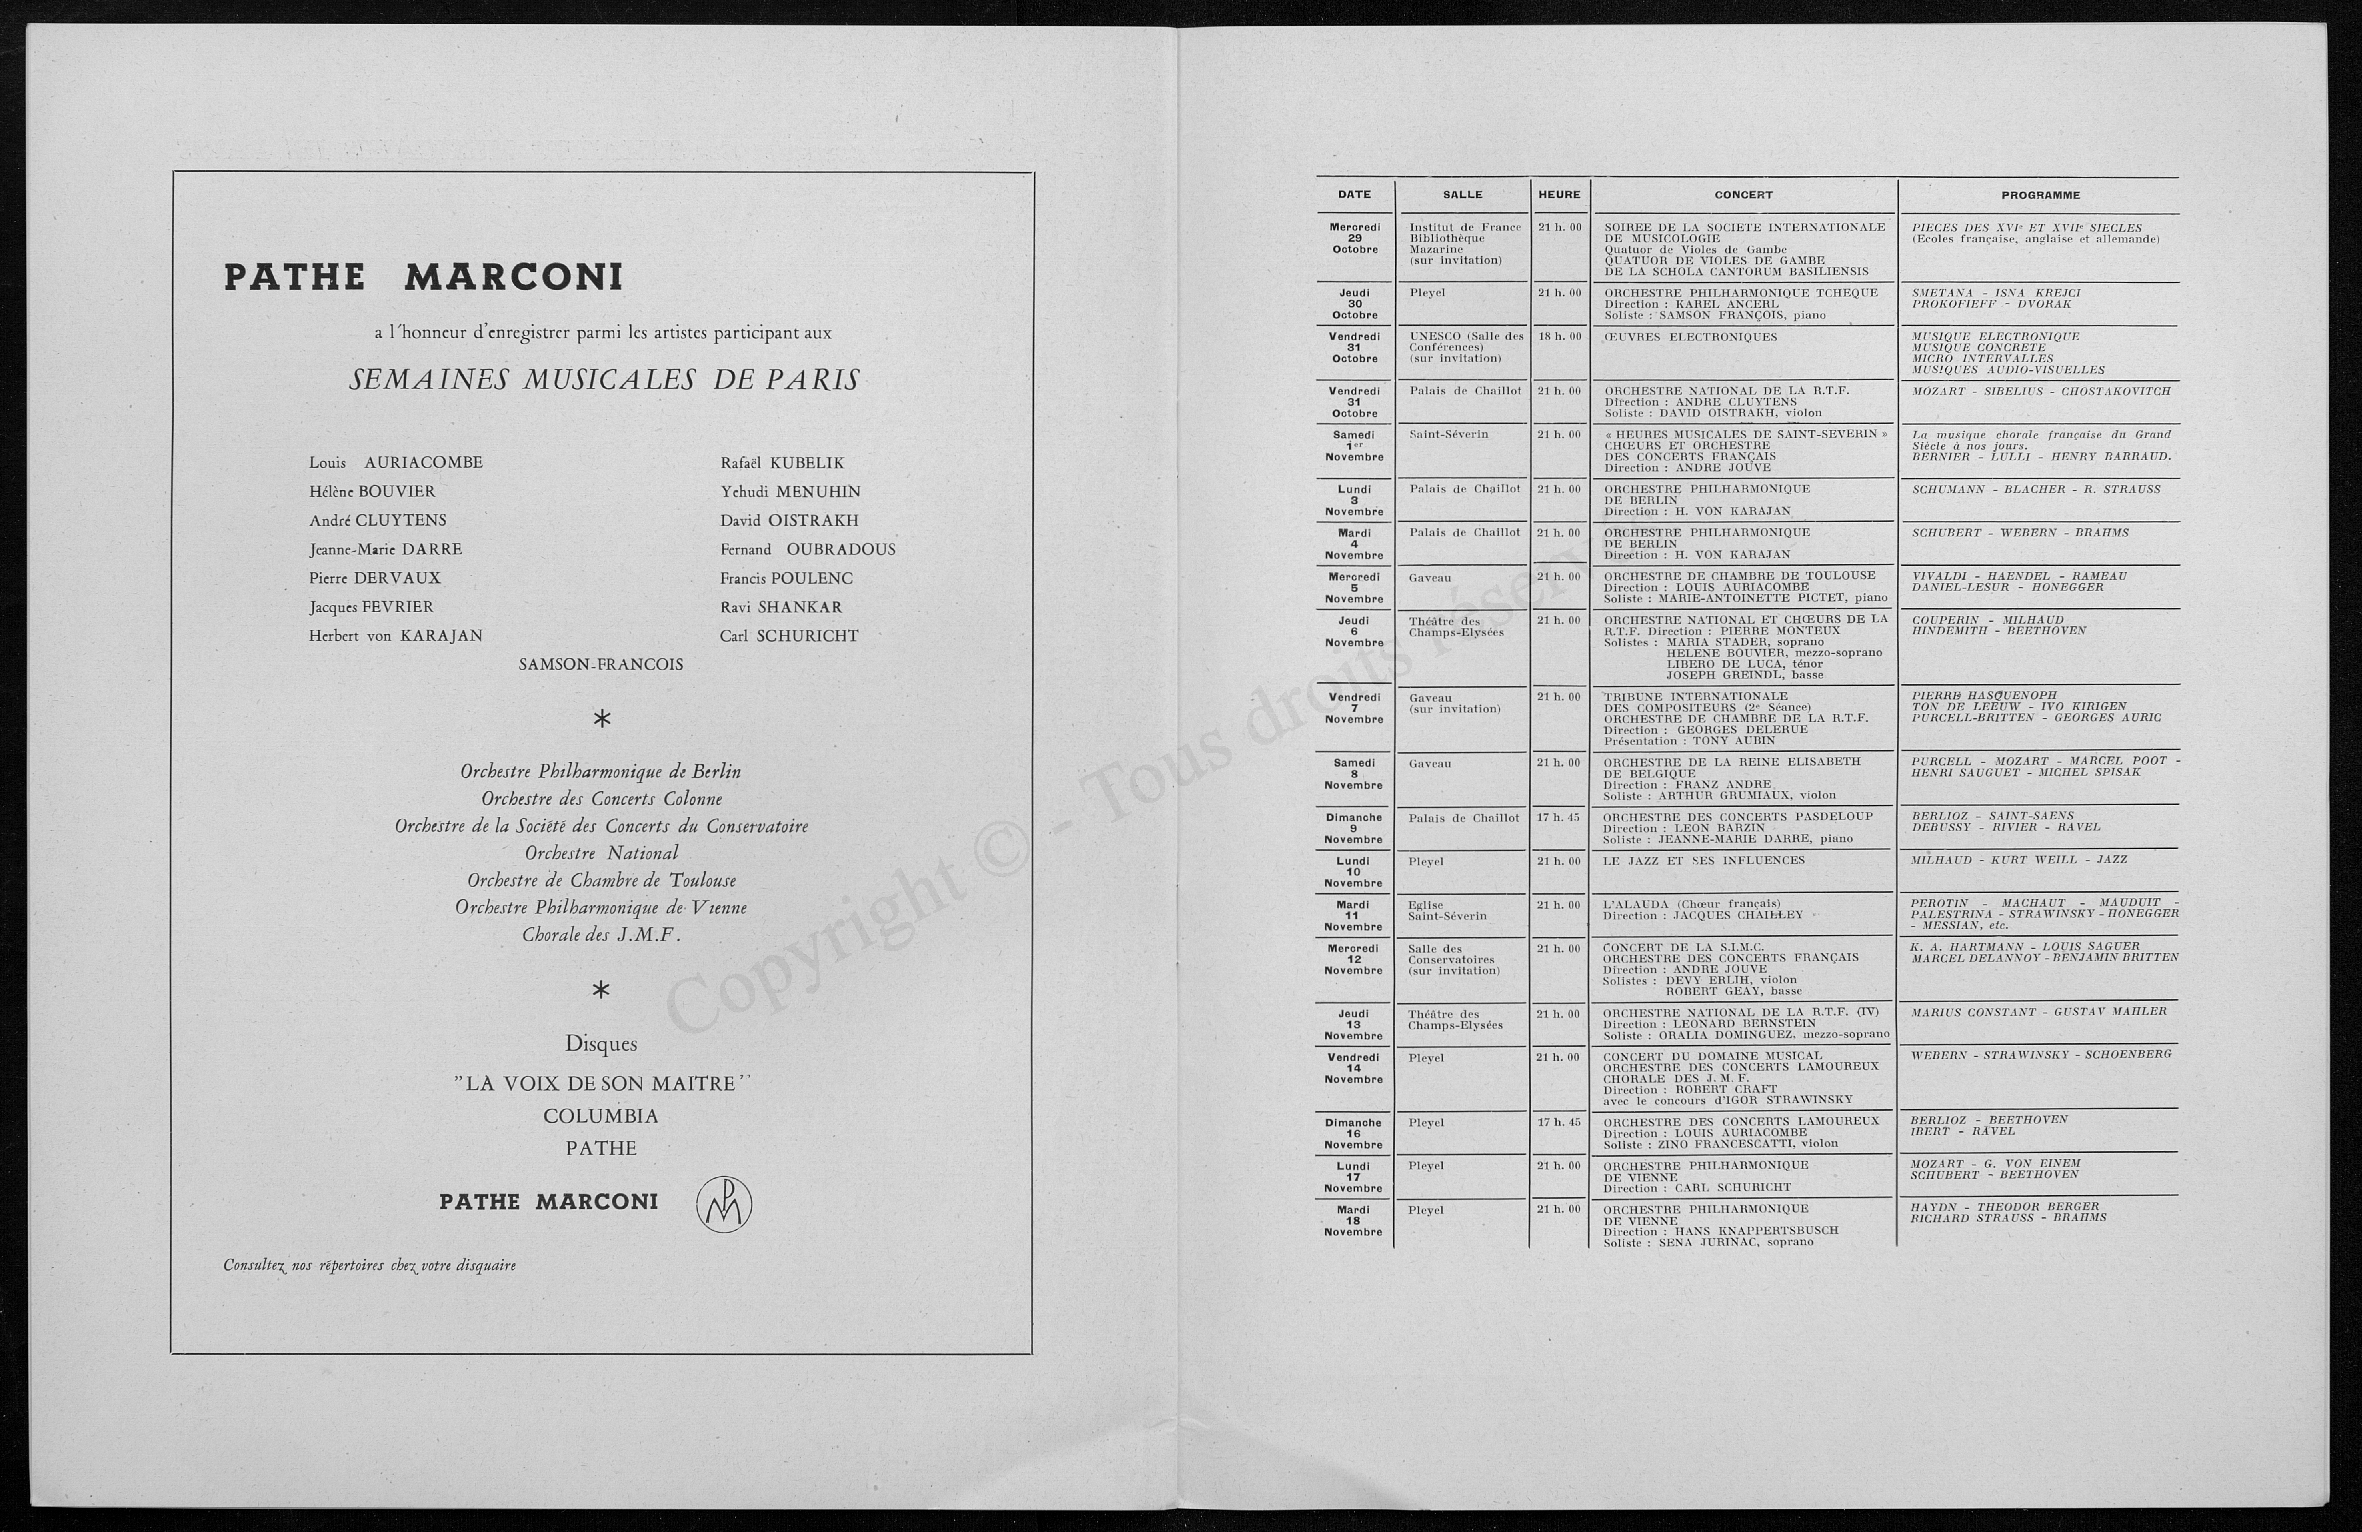 PATHE MARCONI
a l'honneur d'enregistrer parmi les artistes participant aux
SEMAINES MUSICALES DE PARIS
Louis AURIACOMBE
Hélène BOUVIER
André CLUYTENS
Jeanne-Marie DARRE
Pierre DERVAUX
Jacques FEVRIER
Herbert von KARAJAN
Rafaël KUBELIK
Yehudi MENUHIN
David OISTRAKH
Fernand OUBRADOUS
Francis POULENC
Ravi SHANKAR
Carl SCHURICHT
SAMSON-FRANCOIS
*
Orchestre Philharmonique de Berlin
Orchestre des Concerts Colonne
Orchestre de la Société des Concerts du Conservatoire
Orchestre National
Orchestre de Chambre de Toulouse
Orchestre Philharmonique de Vienne
Chorale des J.M.F.
*
Disques
"LA VOIX DE SON MAITRE"
COLUMBIA
PATHE
PATHE MARCONI
Consultez nos répertoires chez votre disquaire
DATE SALLE HEURE CONCERT PROGRAMME
Mercredi
29
Octobre
Institut de France
Bibliothèque
Mazarine
(sur invitation)
21 h. 00
SOIREE DE LA SOCIETE INTERNATIONALE
DE MUSICOLOGIE
Quatuor de Violes de Gambe
QUATUOR DE VIOLES DE GAMBE
DE LA SCHOLA CANTORUM BASILIENSIS
PIECES DES XVIe ET XVIIe SIECLES
(Ecoles française, anglaise et allemande)
Jeudi
30
Octobre
Pleyel
21 h. 00
ORCHESTRE PHILHARMONIQUE TCHEQUE
Direction : KAREL ANCERL
Soliste : SAMSON FRANÇOIS, piano
SMETANA - ISNA KREJCI
PROKOFIEFF - DVORAK
Vendredi
31
Octobre
UNESCO (Salle des
Conférences)
(sur invitation)
18 h. 00
ŒUVRES ELECTRONIQUES
MUSIQUE ELECTRONIQUE
MUSIQUE CONCRETE
MICRO INTERVALLES
MUSIQUES AUDIO-VISUELLES
Vendredi
31
Octobre
Palais de Chaillot
21 h. 00
ORCHESTRE NATIONAL DE LA R.T.F.
Direction : ANDRE CLUYTENS
Soliste : DAVID OISTRAKH, violon
MOZART - SIBELIUS - CHOSTAKOVITCH
Samedi
1er
Novembre
Saint-Séverin
21 h. 00
« HEURES MUSICALES DE SAINT-SEVERIN »
CHŒURS ET ORCHESTRE
DES CONCERTS FRANÇAIS
Direction : ANDRE JOUVE
La musique chorale française du Grand
Siècle à nos jours.
BERNIER - LULLI - HENRY BARRAUD.
Lundi
3
Novembre
Palais de Chaillot
21 h. 00
ORCHESTRE PHILHARMONIQUE
DE BERLIN
Direction : H. VON KARAJAN
SCHUMANN - BLACHER - R. STRAUSS
Mardi
4
Novembre
Palais de Chaillot
21 h. 00
ORCHESTRE PHILHARMONIQUE
DE BERLIN
Direction : H. VON KARAJAN
SCHUBERT - WEBERN - BRAHMS
Mercredi
5
Novembre
Gaveau
21 h. 00
ORCHESTRE DE CHAMBRE DE TOULOUSE
Direction : LOUIS AURIACOMBE
Soliste : MARIE-ANTOINETTE PICTET, piano
VIVALDI - HAENDEL - RAMEAU
DANIEL-LESUR - HONEGGER
Jeudi
6
Novembre
Théâtre des
Champs-Elysées
21 h. 00
ORCHESTRE NATIONAL ET CHŒURS DE LA
R.T.F. Direction : PIERRE MONTEUX
Solistes : MARIA STADER, soprano
HELENE BOUVIER, mezzo-soprano
LIBERO DE LUCA, ténor
JOSEPH GREINDL, basse
COUPERIN - MILHAUD
HINDEMITH - BEETHOVEN
Vendredi
7
Novembre
Gaveau
(sur invitation)
21 h. 00
TRIBUNE INTERNATIONALE
DES COMPOSITEURS (2e Séance)
ORCHESTRE DE CHAMBRE DE LA R.T.F.
Direction : GEORGES DELERUE
Présentation : TONY AUBIN
PIERRE HASQUENOPH
TON DE LEEUW - IVO KIRIGEN
PURCELL-BRITTEN - GEORGES AURIC
Samedi
8
Novembre
Gaveau
21 h. 00
ORCHESTRE DE LA REINE ELISABETH
DE BELGIQUE
Direction : FRANZ ANDRE
Soliste : ARTHUR GRUMIAUX, violon
PURCELL - MOZART - MARCEL POOT -
HENRI SAUGUET - MICHEL SPISAK
Dimanche
9
Novembre
Palais de Chaillot
17 h. 45
ORCHESTRE DES CONCERTS PASDELOUP
Direction : LEON BARZIN
Soliste : JEANNE-MARIE DARRE, piano
BERLIOZ - SAINT-SAENS
DEBUSSY - RIVIER - RAVEL
Lundi
10
Novembre
Pleyel
21 h. 00
LE JAZZ ET SES INFLUENCES
MILHAUD - KURT WEILL - JAZZ
Mardi
11
Novembre
Eglise
Saint-Séverin
21 h. 00
L'ALAUDA (Chœur français)
Direction : JACQUES CHAILLEY
PEROTIN - MACHAUT - MAUDUIT -
PALESTRINA - STRAWINSKY - HONEGGER
- MESSIAN, etc.
Mercredi
12
Novembre
Salle des
Conservatoires
(sur invitation)
21 h. 00
CONCERT DE LA S.I.M.C.
ORCHESTRE DES CONCERTS FRANÇAIS
Direction : ANDRE JOUVE
Solistes : DEVY ERLIH, violon
ROBERT GEAY, basse
K. A. HARTMANN - LOUIS SAGUER
MARCEL DELANNOY - BENJAMIN BRITTEN
Jeudi
13
Novembre
Théâtre des
Champs-Elysées
21 h. 00
ORCHESTRE NATIONAL DE LA R.T.F. (IV)
Direction : LEONARD BERNSTEIN
Soliste : ORALIA DOMINGUEZ, mezzo-soprano
MARIUS CONSTANT - GUSTAV MAHLER
Vendredi
14
Novembre
Pleyel
21 h. 00
CONCERT DU DOMAINE MUSICAL
ORCHESTRE DES CONCERTS LAMOUREUX
CHORALE DES J. M. F.
Direction : ROBERT CRAFT
avec le concours d'IGOR STRAWINSKY
WEBERN - STRAWINSKY - SCHOENBERG
Dimanche
16
Novembre
Pleyel
17 h. 45
ORCHESTRE DES CONCERTS LAMOUREUX
Direction : LOUIS AURIACOMBE
Soliste : ZINO FRANCESCATTI, violon
BERLIOZ - BEETHOVEN
IBERT - RAVEL
Lundi
17
Novembre
Pleyel
21 h. 00
ORCHESTRE PHILHARMONIQUE
DE VIENNE
Direction : CARL SCHURICHT
MOZART - G. VON EINEM
SCHUBERT - BEETHOVEN
Mardi
18
Novembre
Pleyel
21 h. 00
ORCHESTRE PHILHARMONIQUE
DE VIENNE
Direction : HANS KNAPPERTSBUSCH
Soliste : SENA JURINAC, soprano
HAYDN - THEODOR BERGER
RICHARD STRAUSS - BRAHMS
Copyright © - Tous droits réservés